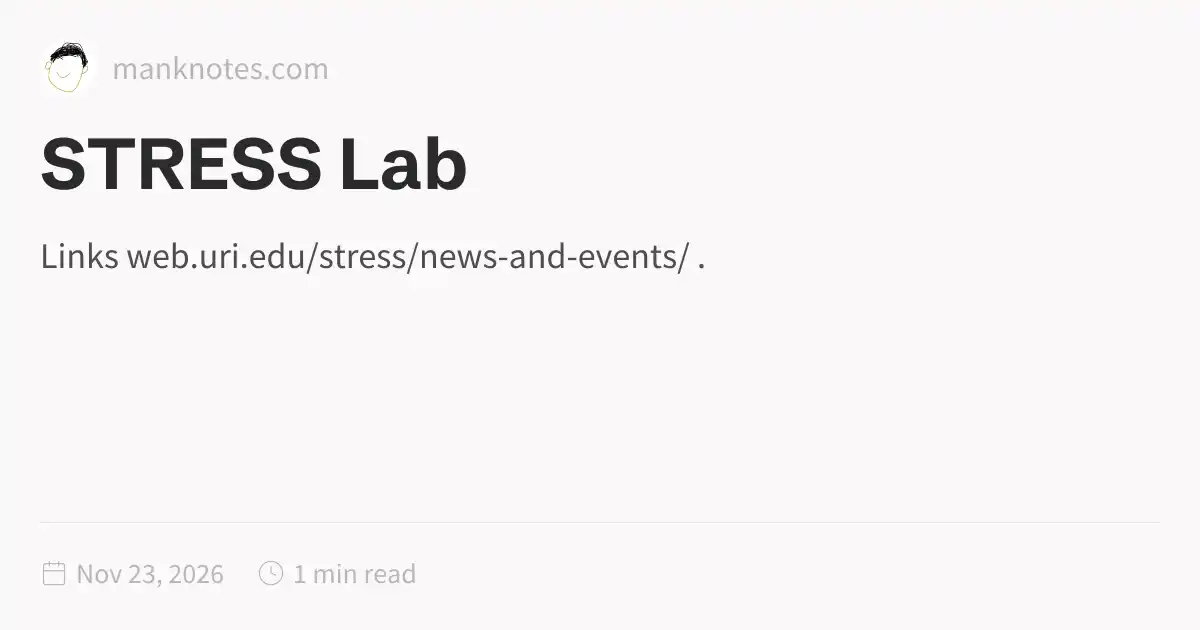 manknotes.com
STRESS Lab
Links web.uri.edu/stress/news-and-events/ .
Nov 23, 2026 1 min read